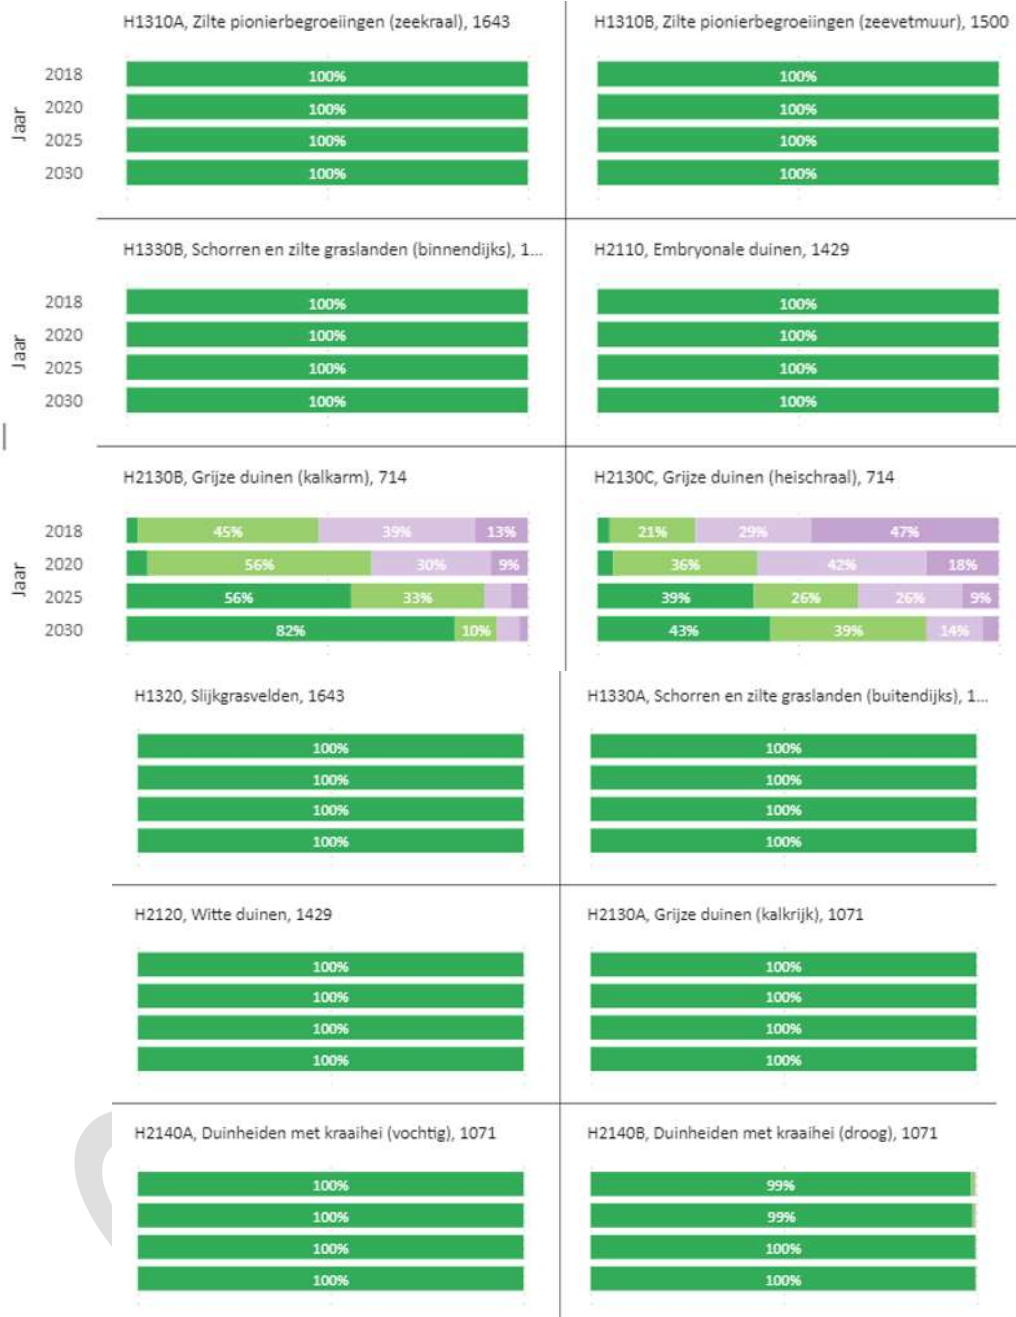 H1310A, Zilte pionierbegroeiingen (zeekraal), 1643
H1310B, Zilte pionierbegroeiingen (zeevetmuur), 1500
Jaar
2018 100% 100%
2020 100% 100%
2025 100% 100%
2030 100% 100%
H1330B, Schorren en zilte graslanden (binnendijks), 1...
H2110, Embryonale duinen, 1429
Jaar
2018 100% 100%
2020 100% 100%
2025 100% 100%
2030 100% 100%
H2130B, Grijze duinen (kalkarm), 714
H2130C, Grijze duinen (heischraal), 714
Jaar
2018 45% 39% 13% 21% 29% 47%
2020 56% 30% 9% 36% 42% 18%
2025 56% 33% 39% 26% 26% 9%
2030 82% 10% 43% 39% 14%
H1320, Slijkgrasvelden, 1643
H1330A, Schorren en zilte graslanden (buitendijks), 1...
100% 100%
100% 100%
100% 100%
100% 100%
H2120, Witte duinen, 1429
H2130A, Grijze duinen (kalkrijk), 1071
100% 100%
100% 100%
100% 100%
100% 100%
H2140A, Duinheiden met kraaihei (vochtig), 1071
H2140B, Duinheiden met kraaihei (droog), 1071
100% 99%
100% 99%
100% 100%
100% 100%